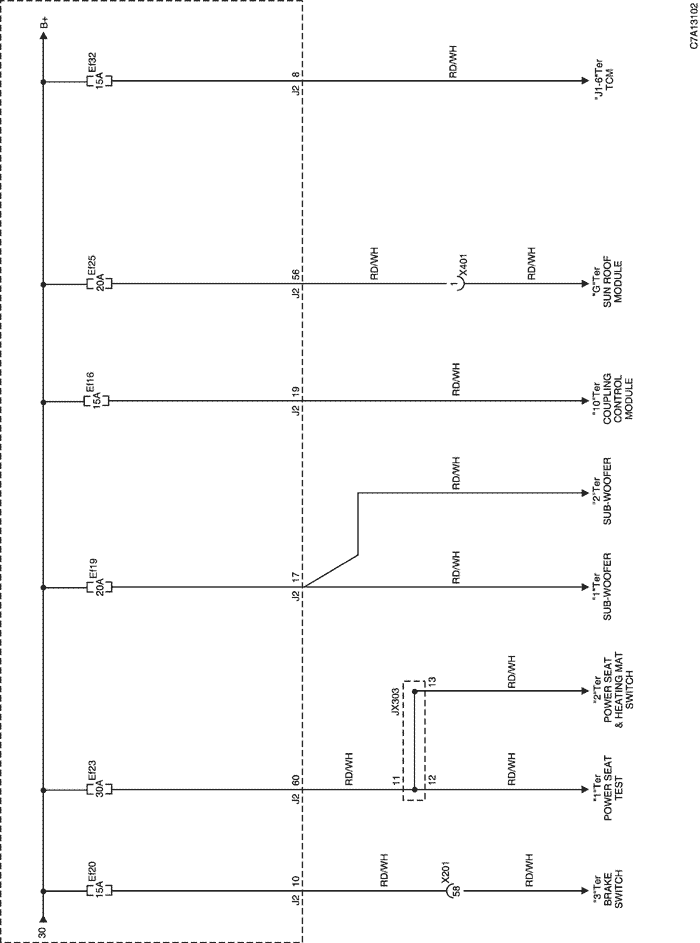 30
B+
Ef20
15A
J2 10
RD/WH
X201
58
RD/WH
"3"Ter
BRAKE
SWITCH
Ef23
30A
J2 60
RD/WH
11
JX303
12
13
RD/WH
RD/WH
"1"Ter
POWER SEAT
TEST
"2"Ter
POWER SEAT
& HEATING MAT
SWITCH
Ef19
20A
J2 17
RD/WH
RD/WH
"1"Ter
SUB-WOOFER
"2"Ter
SUB-WOOFER
Ef16
15A
J2 19
RD/WH
"10"Ter
COUPLING
CONTROL
MODULE
Ef25
20A
J2 56
RD/WH
1
X401
RD/WH
"G"Ter
SUN ROOF
MODULE
Ef32
15A
J2 8
RD/WH
"J1-6"Ter
TCM
C7A13102